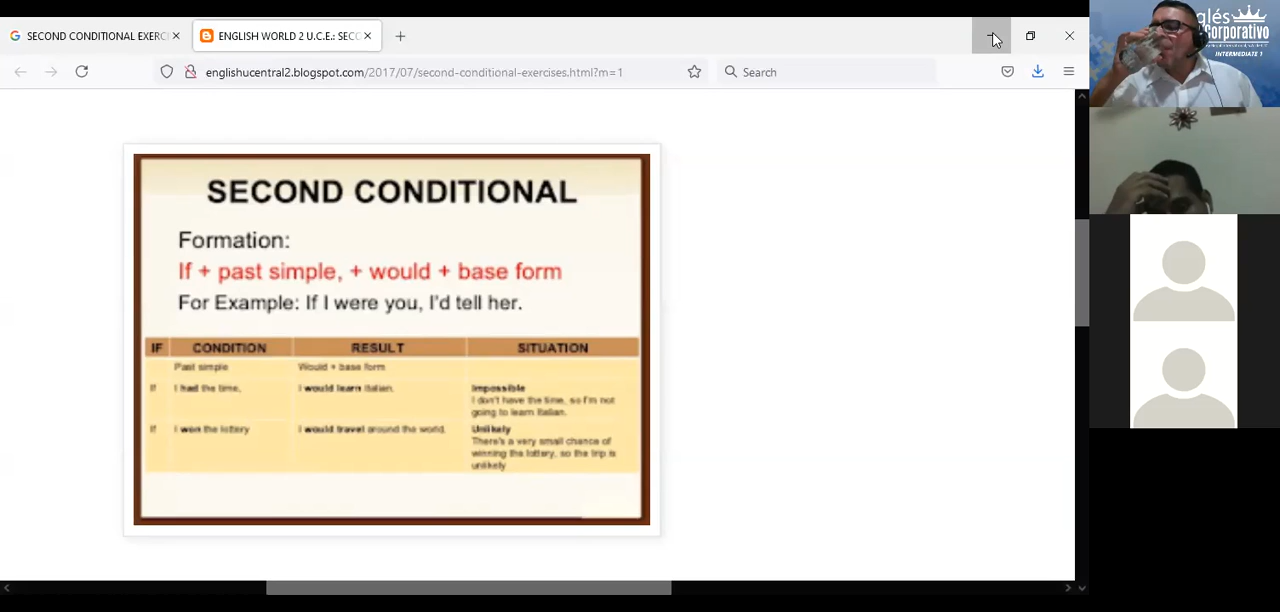 SECOND CONDITIONAL EXERC
ENGLISH WORLD 2 U.C.E.: SECO
englishucentral2.blogspot.com/2017/07/second-conditional-exercises.html?m=1
Search
glés
Corporativo
INTERMEDIATE 1
SECOND CONDITIONAL
Formation:
If + past simple, + would + base form
For Example: If I were you, I'd tell her.
IF CONDITION RESULT SITUATION
Past simple Would + base form
If I had the time, I would learn Italian. Impossible
I don't have the time, so I'm not
going to learn Italian.
If I won the lottery I would travel around the world. Unlikely
There's a very small chance of
winning the lottery, so the trip is
unlikely